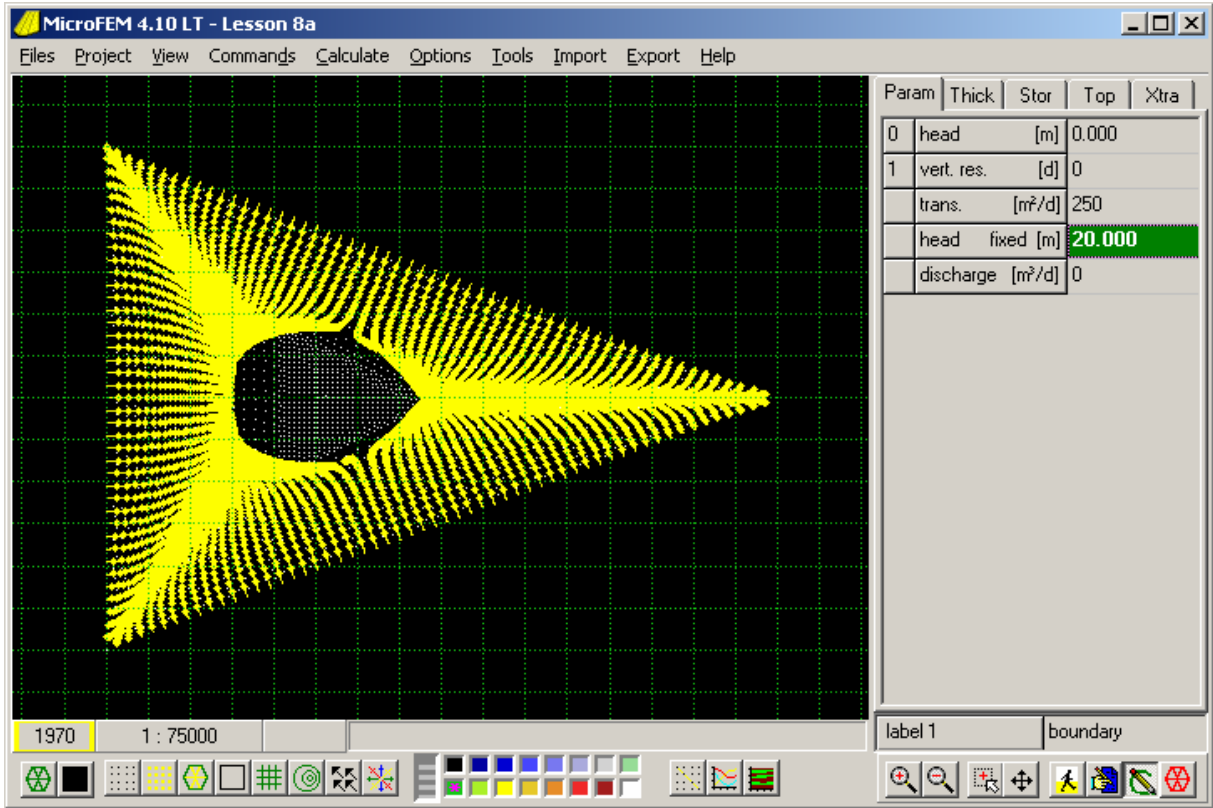 MicroFEM 4.10 LT - Lesson 8a
Files Project View Commands Calculate Options Tools Import Export Help
Param Thick Stor Top Xtra
0 head [m] 0.000
1 vert. res. [d] 0
trans. [m²/d] 250
head fixed [m] 20.000
discharge [m³/d] 0
label 1 boundary
1970 1 : 75000